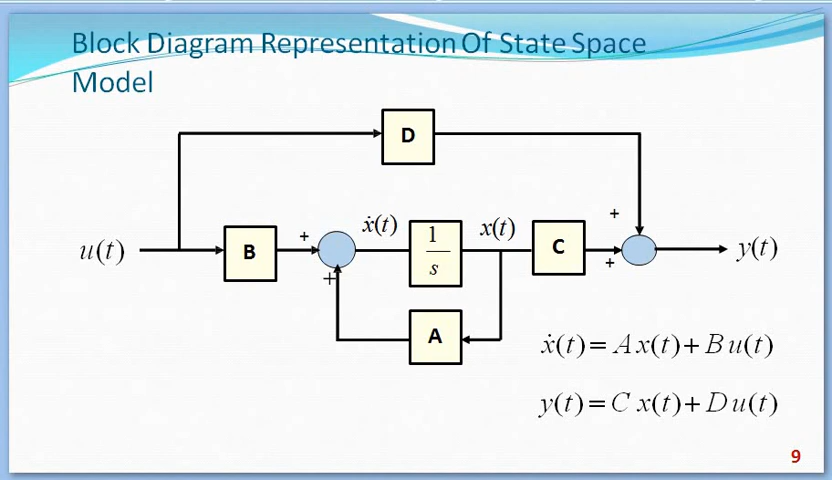 Block Diagram Representation Of State Space
Model
D
+
u(t)
B
+
+
ẋ(t)
1
s
x(t)
C
+
y(t)
A
ẋ(t) = A x(t) + B u(t)
y(t) = C x(t) + D u(t)
9